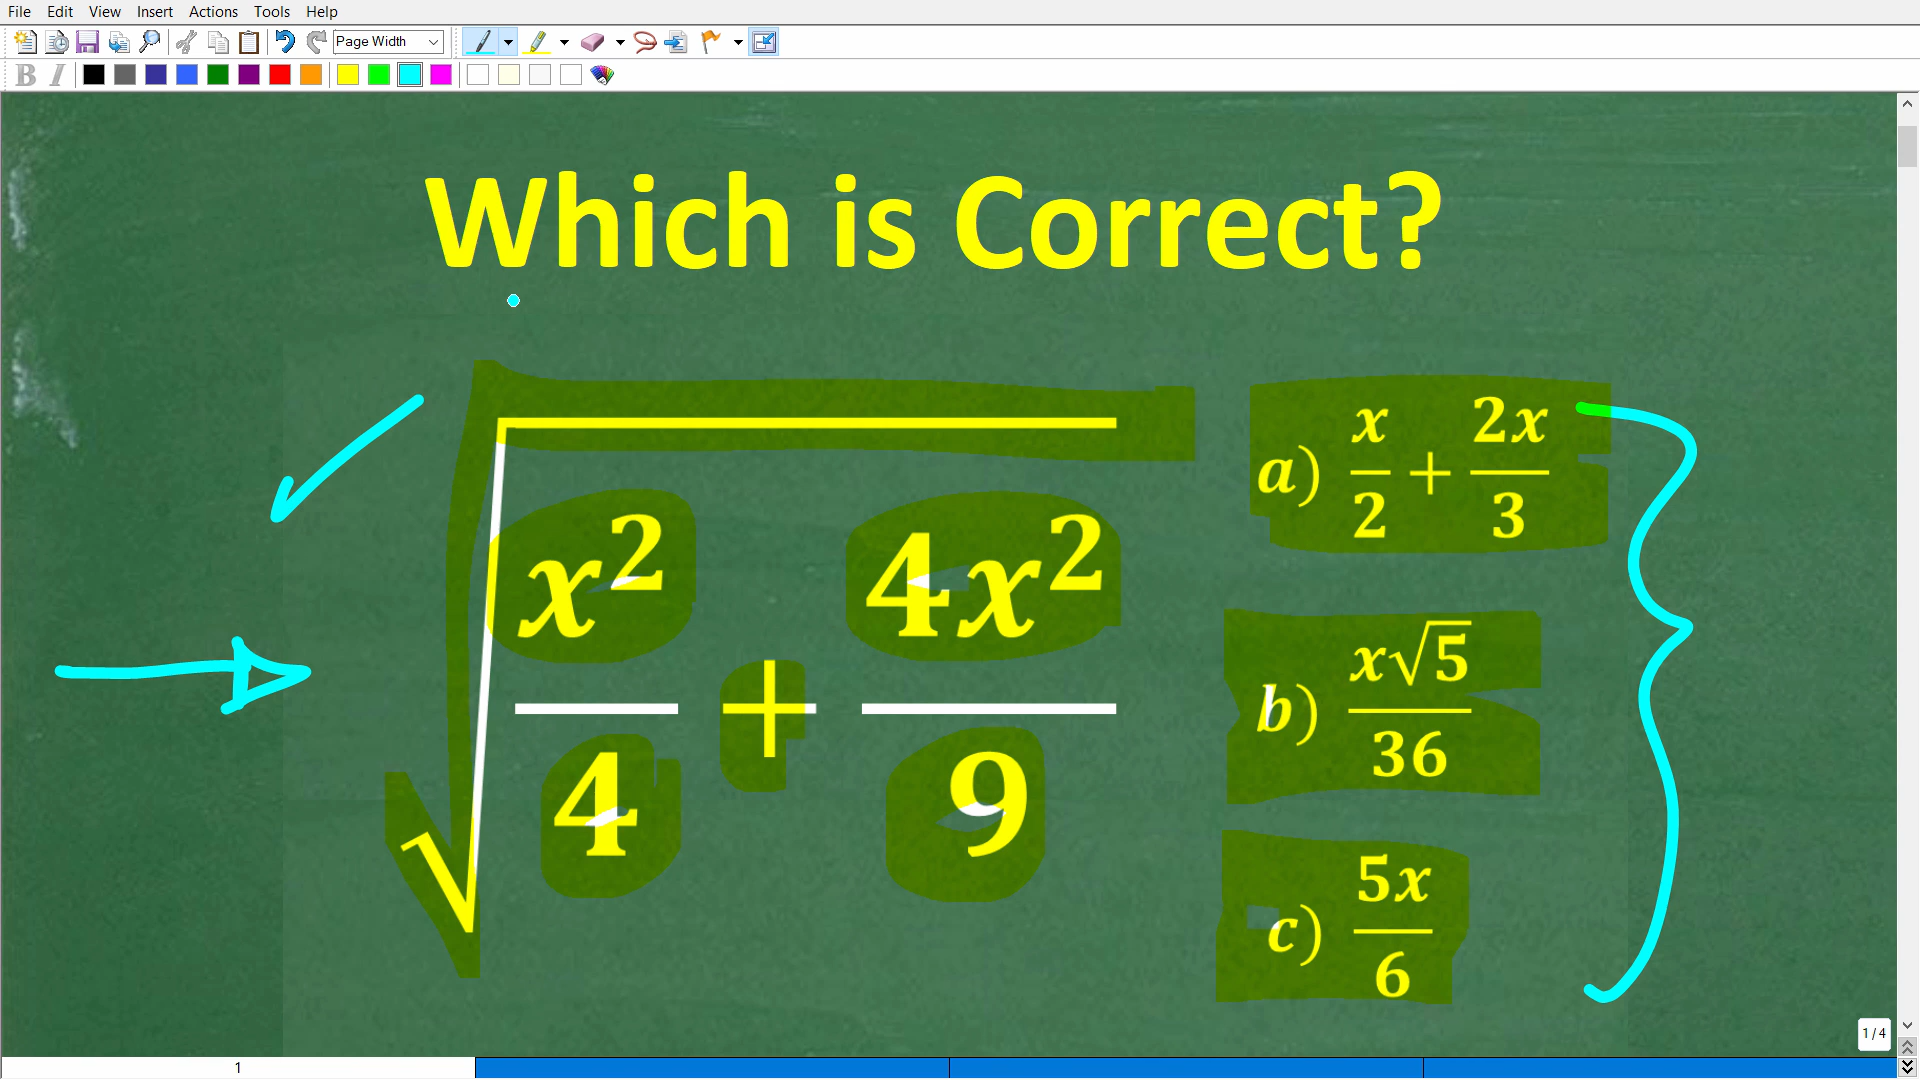 File Edit View Insert Actions Tools Help
Page Width
B I
Which is Correct?
√(x²/4 + 4x²/9)
a) x/2 + 2x/3
b) x√5/36
c) 5x/6
1 / 4
1